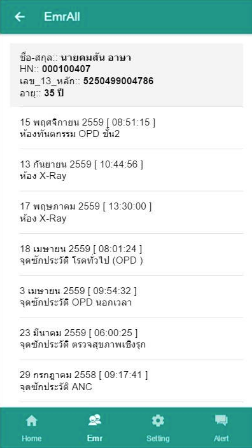 EmrAll
ชื่อ-สกุล:: นายคมสัน อาษา
HN:: 000100407
เลข_13_หลัก:: 5250499004786
อายุ:: 35 ปี
15 พฤศจิกายน 2559 [ 08:51:15 ]
ห้องทันตกรรม OPD ชั้น2
13 กันยายน 2559 [ 10:44:56 ]
ห้อง X-Ray
17 พฤษภาคม 2559 [ 13:30:00 ]
ห้อง X-Ray
18 เมษายน 2559 [ 08:01:24 ]
จุดซักประวัติ โรคทั่วไป (OPD )
3 เมษายน 2559 [ 09:54:32 ]
จุดซักประวัติ OPD นอกเวลา
23 มีนาคม 2559 [ 06:00:25 ]
จุดซักประวัติ ตรวจสุขภาพเชิงรุก
29 กรกฎาคม 2558 [ 09:17:41 ]
จุดซักประวัติ ANC
Home
Emr
Setting
Alert